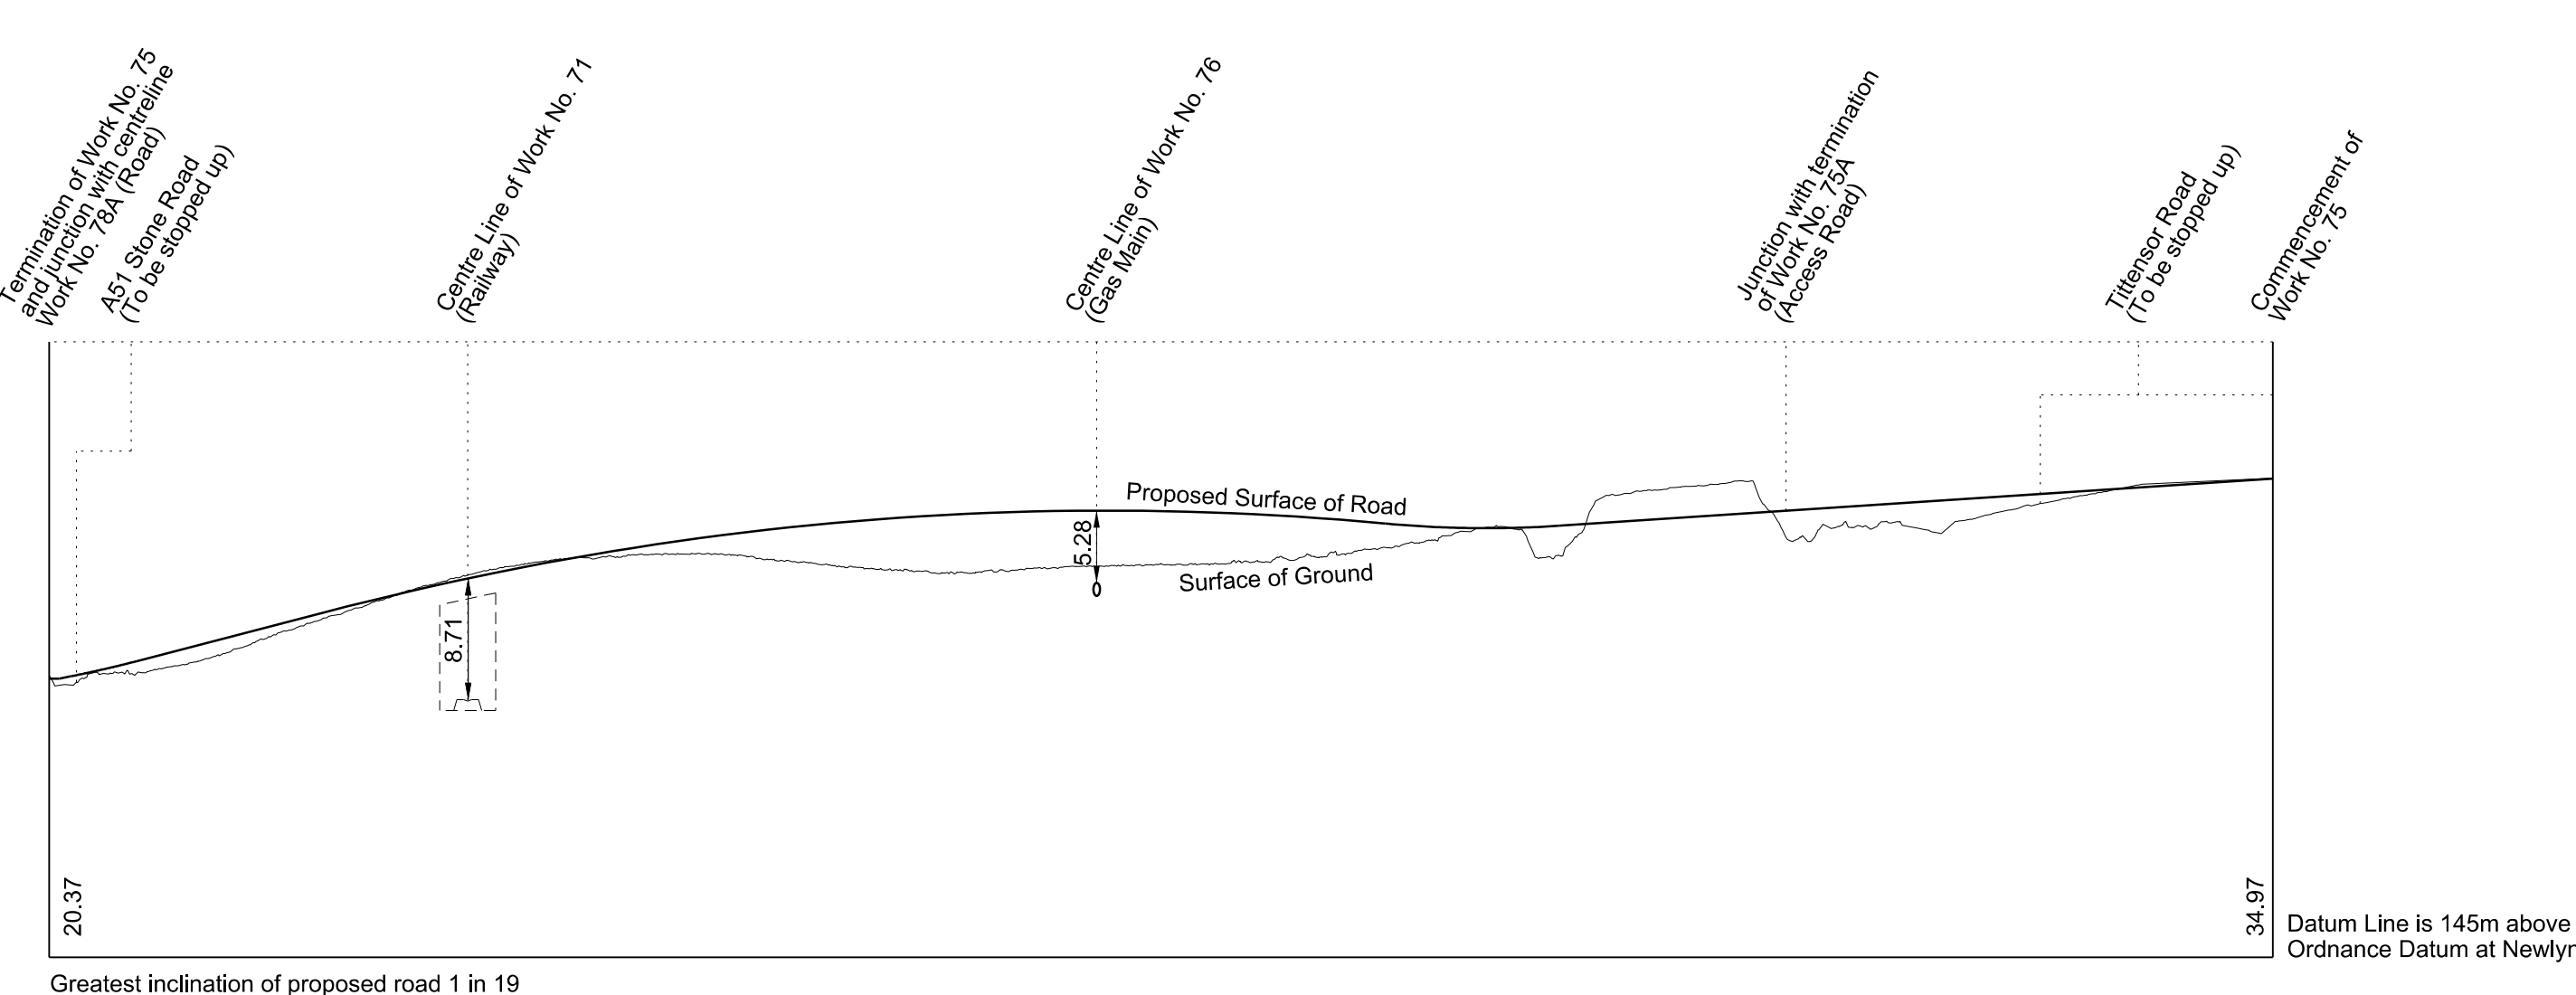 Termination of Work No. 75
and junction with centreline
Work No. 78A (Road)
A51 Stone Road
(To be stopped up)
Centre Line of Work No. 71
(Railway)
Centre Line of Work No. 76
(Gas Main)
Junction with termination
of Work No. 75A
(Access Road)
Tittensor Road
(To be stopped up)
Commencement of
Work No. 75
Proposed Surface of Road
5.28
Surface of Ground
8.71
20.37
34.97
Datum Line is 145m above
Ordnance Datum at Newlyn
Greatest inclination of proposed road 1 in 19